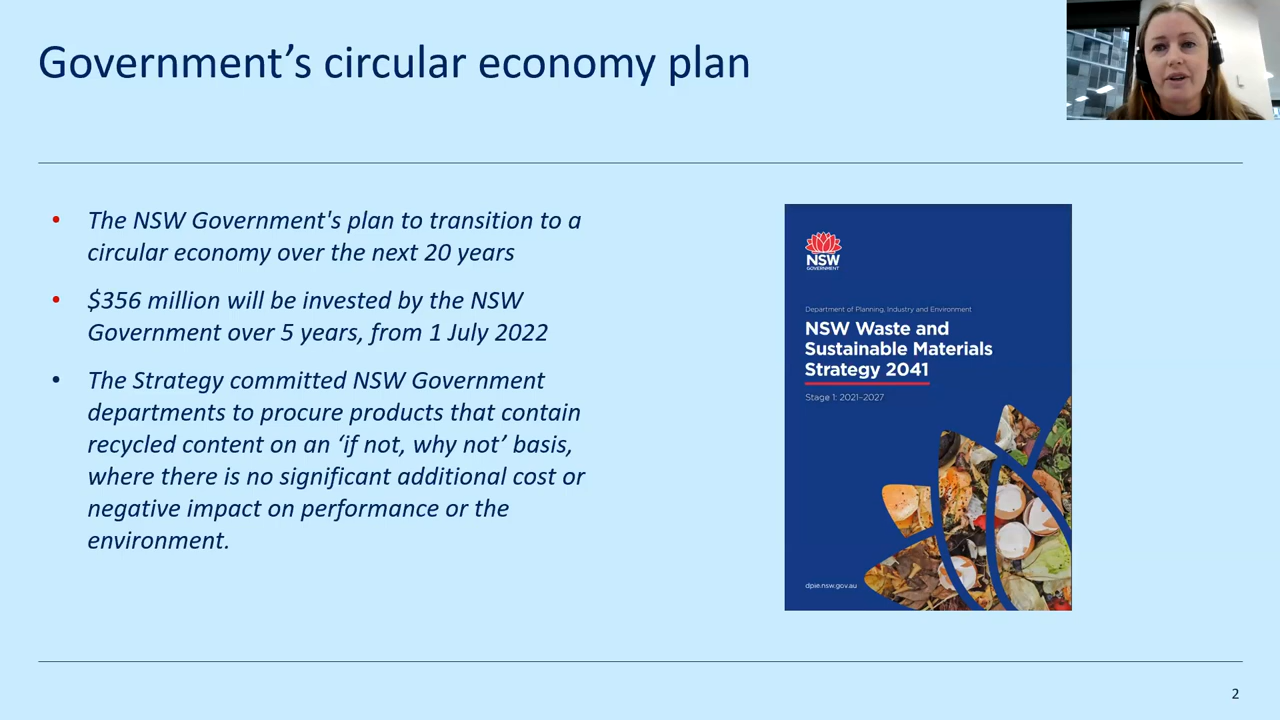 Government’s circular economy plan
• The NSW Government's plan to transition to a
circular economy over the next 20 years
• $356 million will be invested by the NSW
Government over 5 years, from 1 July 2022
• The Strategy committed NSW Government
departments to procure products that contain
recycled content on an ‘if not, why not’ basis,
where there is no significant additional cost or
negative impact on performance or the
environment.
NSW
GOVERNMENT
Department of Planning, Industry and Environment
NSW Waste and
Sustainable Materials
Strategy 2041
Stage 1: 2021–2027
dpie.nsw.gov.au
2